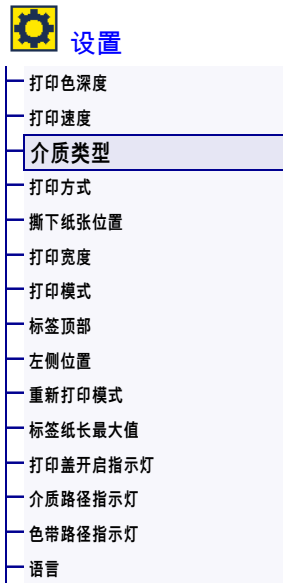 设置
打印色深度
打印速度
介质类型
打印方式
撕下纸张位置
打印宽度
打印模式
标签顶部
左侧位置
重新打印模式
标签纸长最大值
打印盖开启指示灯
介质路径指示灯
色带路径指示灯
语言